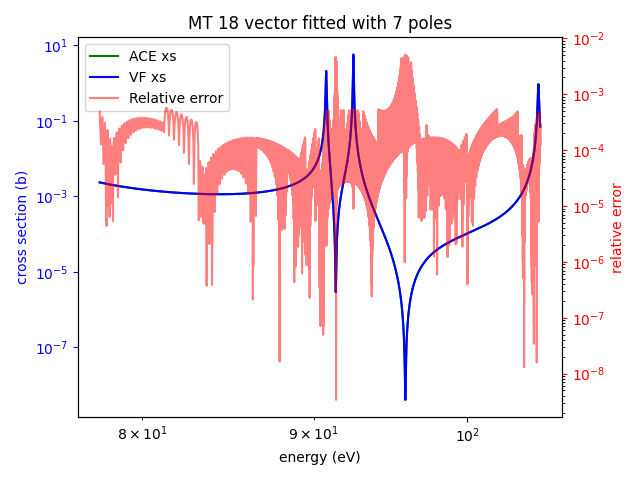 MT 18 vector fitted with 7 poles
ACE xs
VF xs
Relative error
10^1
10^-1
10^-3
10^-5
10^-7
cross section (b)
10^-2
10^-3
10^-4
10^-5
10^-6
10^-7
10^-8
relative error
8 × 10^1
9 × 10^1
10^2
energy (eV)